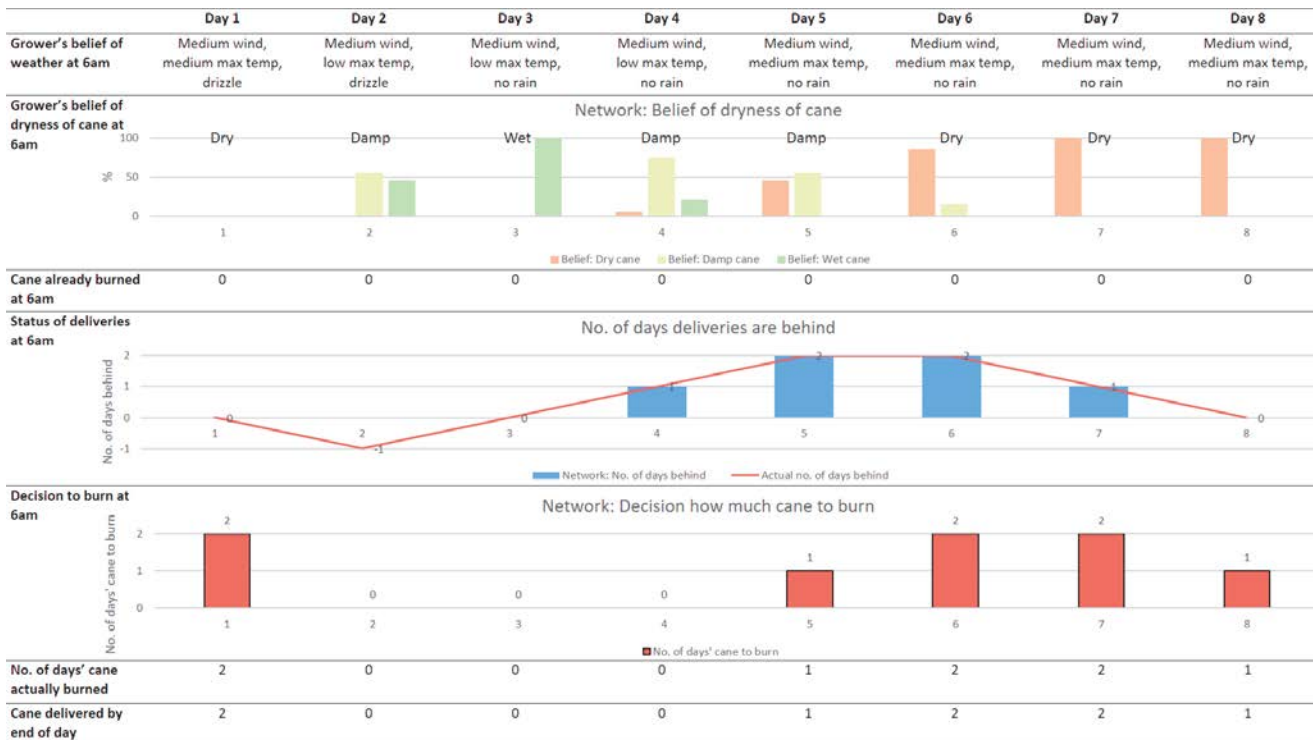 Day 1 Day 2 Day 3 Day 4 Day 5 Day 6 Day 7 Day 8
Grower's belief of Medium wind, Medium wind, Medium wind, Medium wind, Medium wind, Medium wind, Medium wind, Medium wind,
weather at 6am medium max temp, low max temp, low max temp, low max temp, medium max temp, medium max temp, medium max temp, medium max temp,
drizzle drizzle no rain no rain no rain no rain no rain no rain
Grower's belief of
dryness of cane at
6am
Network: Belief of dryness of cane
Dry Damp Wet Damp Damp Dry Dry Dry
100
50
0
%
1 2 3 4 5 6 7 8
Belief: Dry cane Belief: Damp cane Belief: Wet cane
Cane already burned 0 0 0 0 0 0 0 0
at 6am
Status of deliveries
at 6am
No. of days deliveries are behind
No. of days behind
2
1
0
-1
0 -1 0 1 2 2 1 0
1 2 3 4 5 6 7 8
Network: No. of days behind Actual no. of days behind
Decision to burn at
6am
Network: Decision how much cane to burn
No. of days' cane to burn
2
1
0
2 0 0 0 1 2 2 1
1 2 3 4 5 6 7 8
No. of days' cane to burn
No. of days' cane 2 0 0 0 1 2 2 1
actually burned
Cane delivered by 2 0 0 0 1 2 2 1
end of day